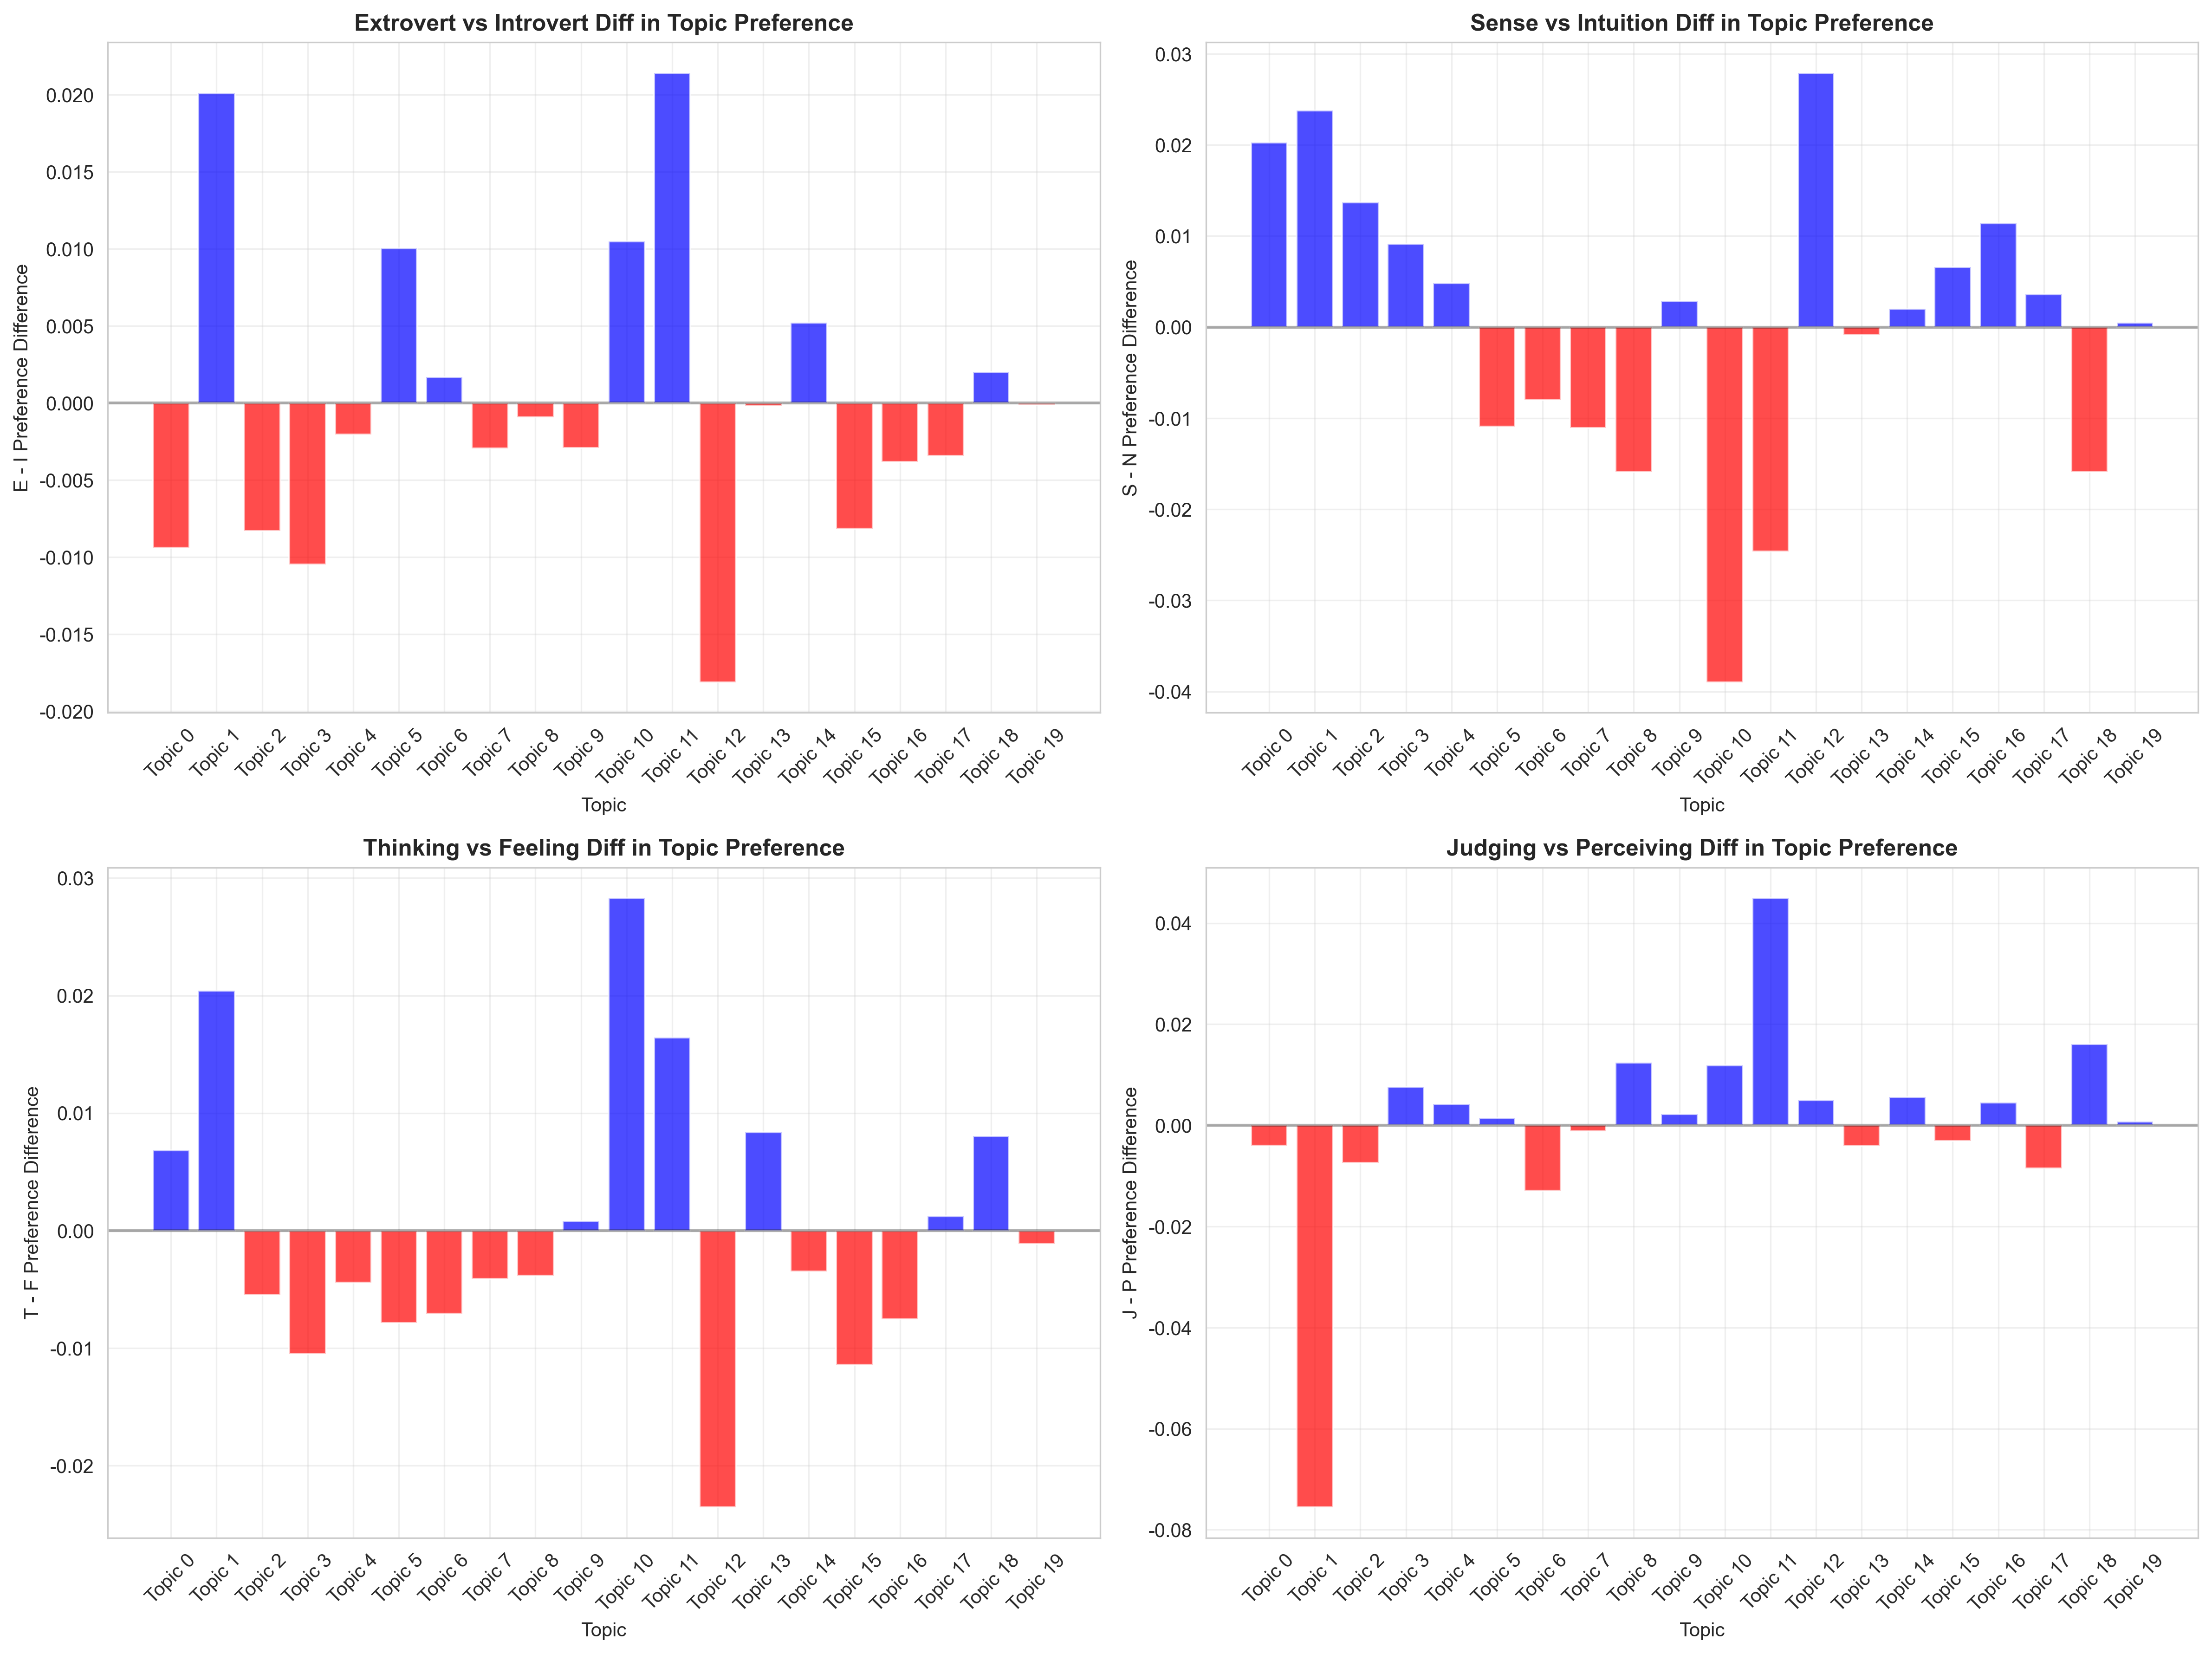 Extrovert vs Introvert Diff in Topic Preference
E - I Preference Difference
0.020
0.015
0.010
0.005
0.000
-0.005
-0.010
-0.015
-0.020
Topic 0
Topic 1
Topic 2
Topic 3
Topic 4
Topic 5
Topic 6
Topic 7
Topic 8
Topic 9
Topic 10
Topic 11
Topic 12
Topic 13
Topic 14
Topic 15
Topic 16
Topic 17
Topic 18
Topic 19
Topic
Sense vs Intuition Diff in Topic Preference
S - N Preference Difference
0.03
0.02
0.01
0.00
-0.01
-0.02
-0.03
-0.04
Topic 0
Topic 1
Topic 2
Topic 3
Topic 4
Topic 5
Topic 6
Topic 7
Topic 8
Topic 9
Topic 10
Topic 11
Topic 12
Topic 13
Topic 14
Topic 15
Topic 16
Topic 17
Topic 18
Topic 19
Topic
Thinking vs Feeling Diff in Topic Preference
T - F Preference Difference
0.03
0.02
0.01
0.00
-0.01
-0.02
Topic 0
Topic 1
Topic 2
Topic 3
Topic 4
Topic 5
Topic 6
Topic 7
Topic 8
Topic 9
Topic 10
Topic 11
Topic 12
Topic 13
Topic 14
Topic 15
Topic 16
Topic 17
Topic 18
Topic 19
Topic
Judging vs Perceiving Diff in Topic Preference
J - P Preference Difference
0.04
0.02
0.00
-0.02
-0.04
-0.06
-0.08
Topic 0
Topic 1
Topic 2
Topic 3
Topic 4
Topic 5
Topic 6
Topic 7
Topic 8
Topic 9
Topic 10
Topic 11
Topic 12
Topic 13
Topic 14
Topic 15
Topic 16
Topic 17
Topic 18
Topic 19
Topic